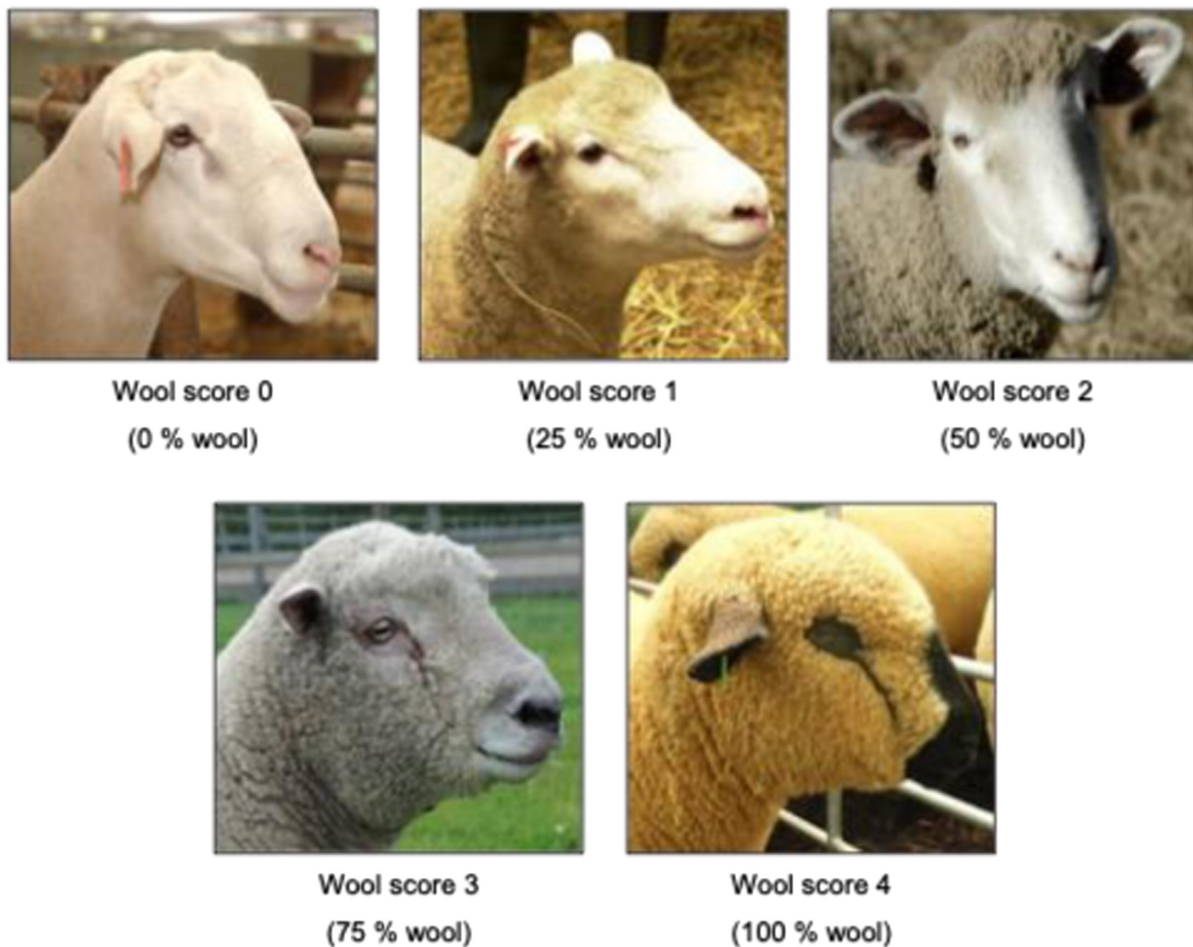 Wool score 0
(0 % wool)
Wool score 1
(25 % wool)
Wool score 2
(50 % wool)
Wool score 3
(75 % wool)
Wool score 4
(100 % wool)